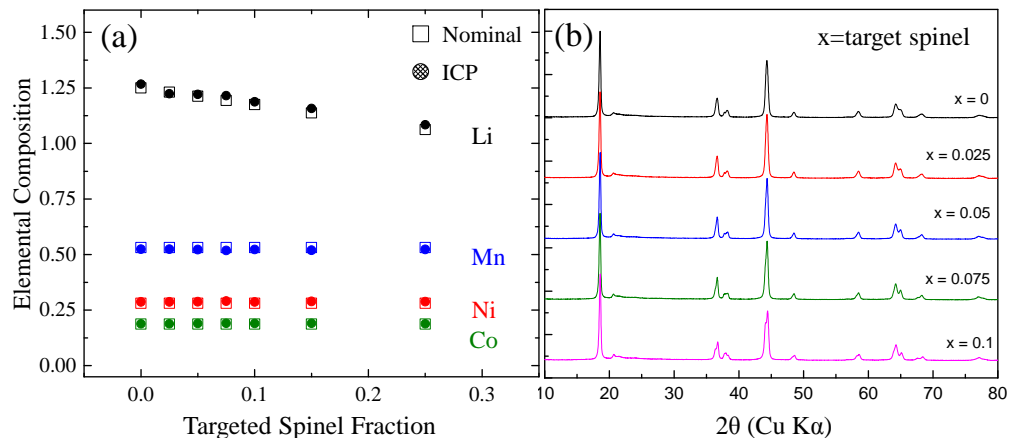 (a)
Nominal
ICP
Li
Mn
Ni
Co
1.50
1.25
1.00
0.75
0.50
0.25
0.00
Elemental Composition
0.0
0.1
0.2
0.3
Targeted Spinel Fraction
(b)
x=target spinel
x = 0
x = 0.025
x = 0.05
x = 0.075
x = 0.1
10
20
30
40
50
60
70
80
2θ (Cu Kα)